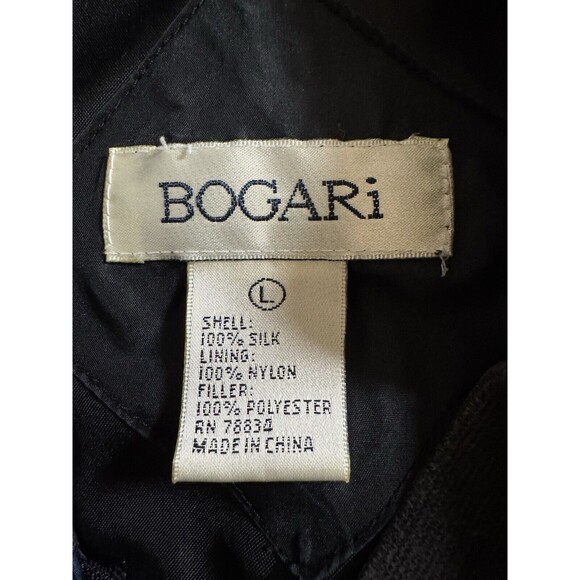 BOGARi
L
SHELL:
100% SILK
LINING:
100% NYLON
FILLER:
100% POLYESTER
RN 78834
MADE IN CHINA